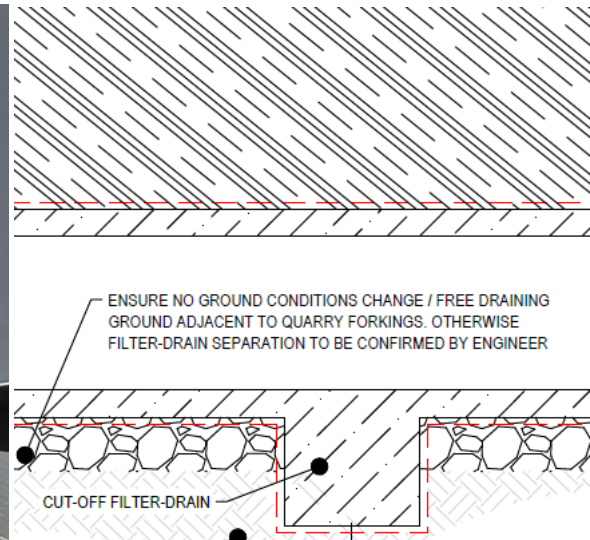 ENSURE NO GROUND CONDITIONS CHANGE / FREE DRAINING
GROUND ADJACENT TO QUARRY FORKINGS. OTHERWISE
FILTER-DRAIN SEPARATION TO BE CONFIRMED BY ENGINEER
CUT-OFF FILTER-DRAIN